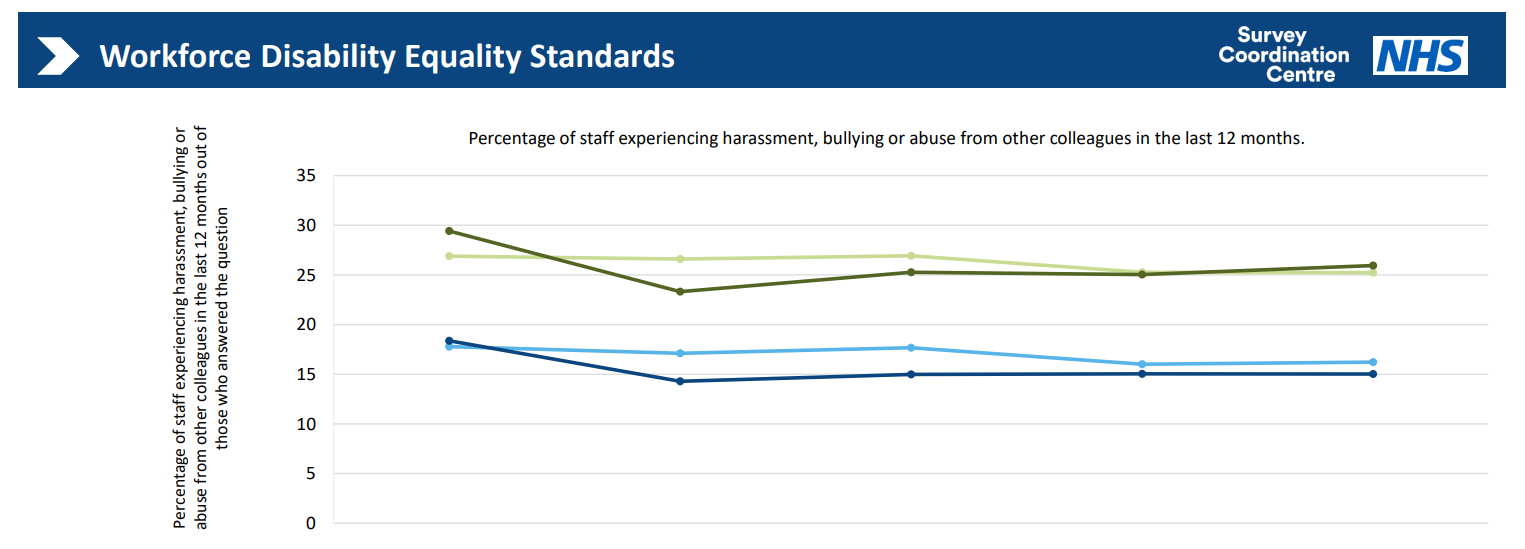 Workforce Disability Equality Standards
Survey
Coordination
Centre
NHS
Percentage of staff experiencing harassment, bullying or abuse from other colleagues in the last 12 months.
Percentage of staff experiencing harassment, bullying or
abuse from other colleagues in the last 12 months out of
those who answered the question
35
30
25
20
15
10
5
0